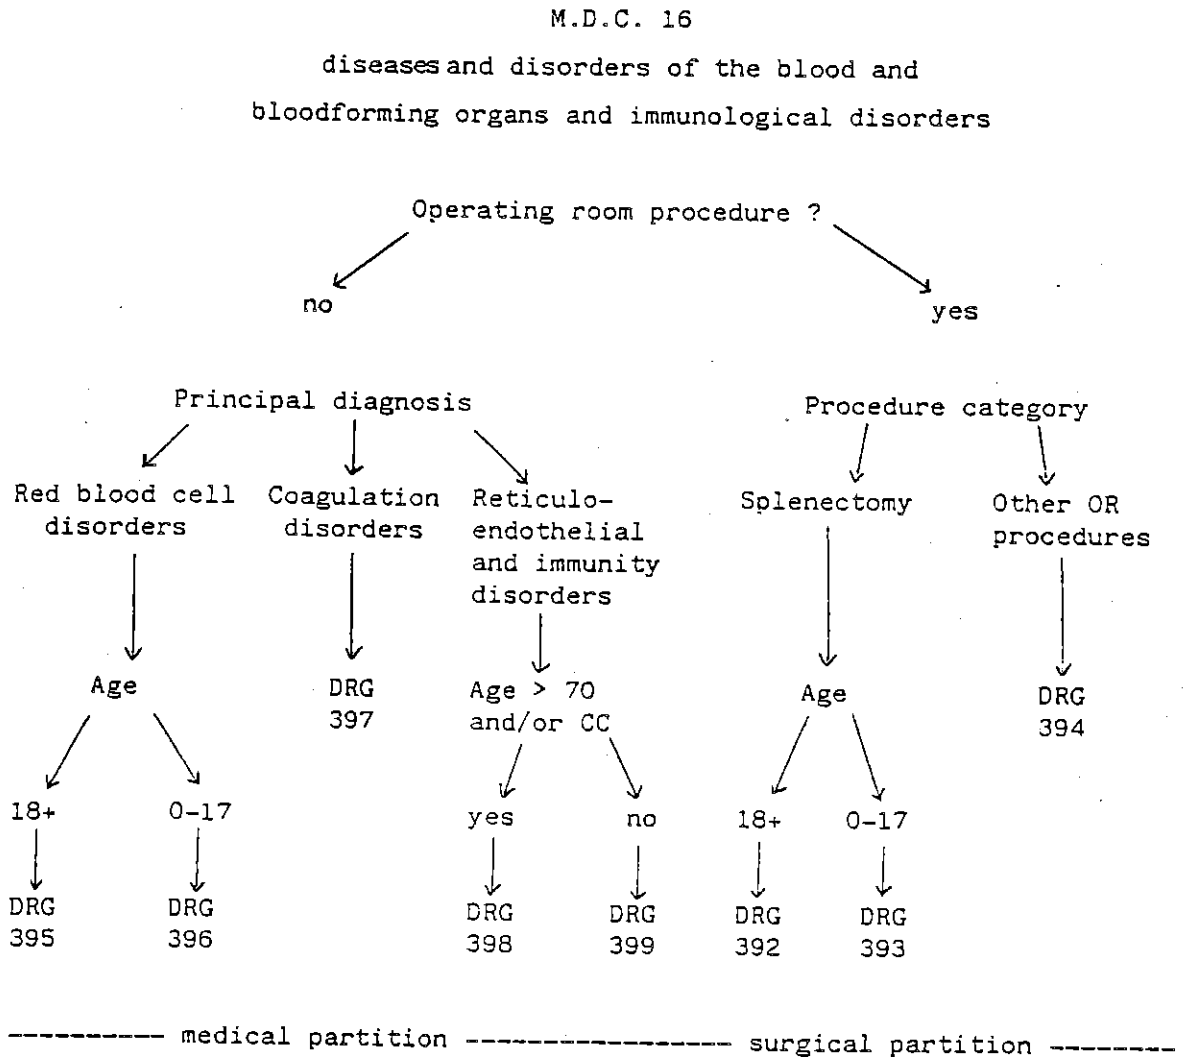 M.D.C. 16
diseases and disorders of the blood and
bloodforming organs and immunological disorders
Operating room procedure ?
no
yes
Principal diagnosis
Procedure category
Red blood cell
disorders
Coagulation
disorders
Reticulo-
endothelial
and immunity
disorders
Splenectomy
Other OR
procedures
Age
DRG
397
Age > 70
and/or CC
Age
DRG
394
18+
0-17
yes
no
18+
0-17
DRG
395
DRG
396
DRG
398
DRG
399
DRG
392
DRG
393
---------- medical partition ----------------- surgical partition --------